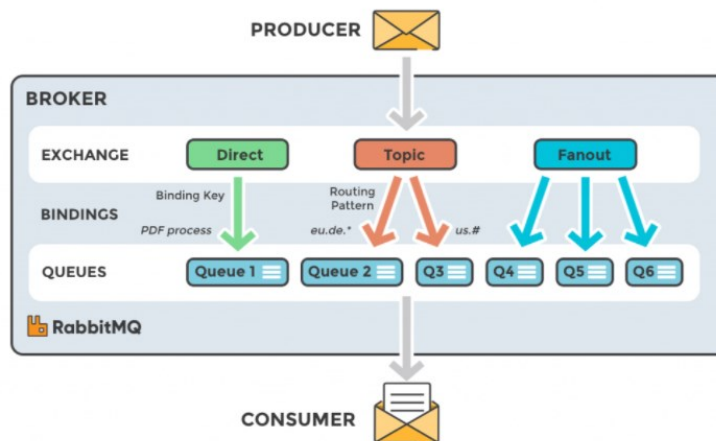 PRODUCER
BROKER
EXCHANGE
Direct
Topic
Fanout
Binding Key
Routing
Pattern
BINDINGS
PDF process
eu.de.*
us.#
QUEUES
Queue 1
Queue 2
Q3
Q4
Q5
Q6
RabbitMQ
CONSUMER